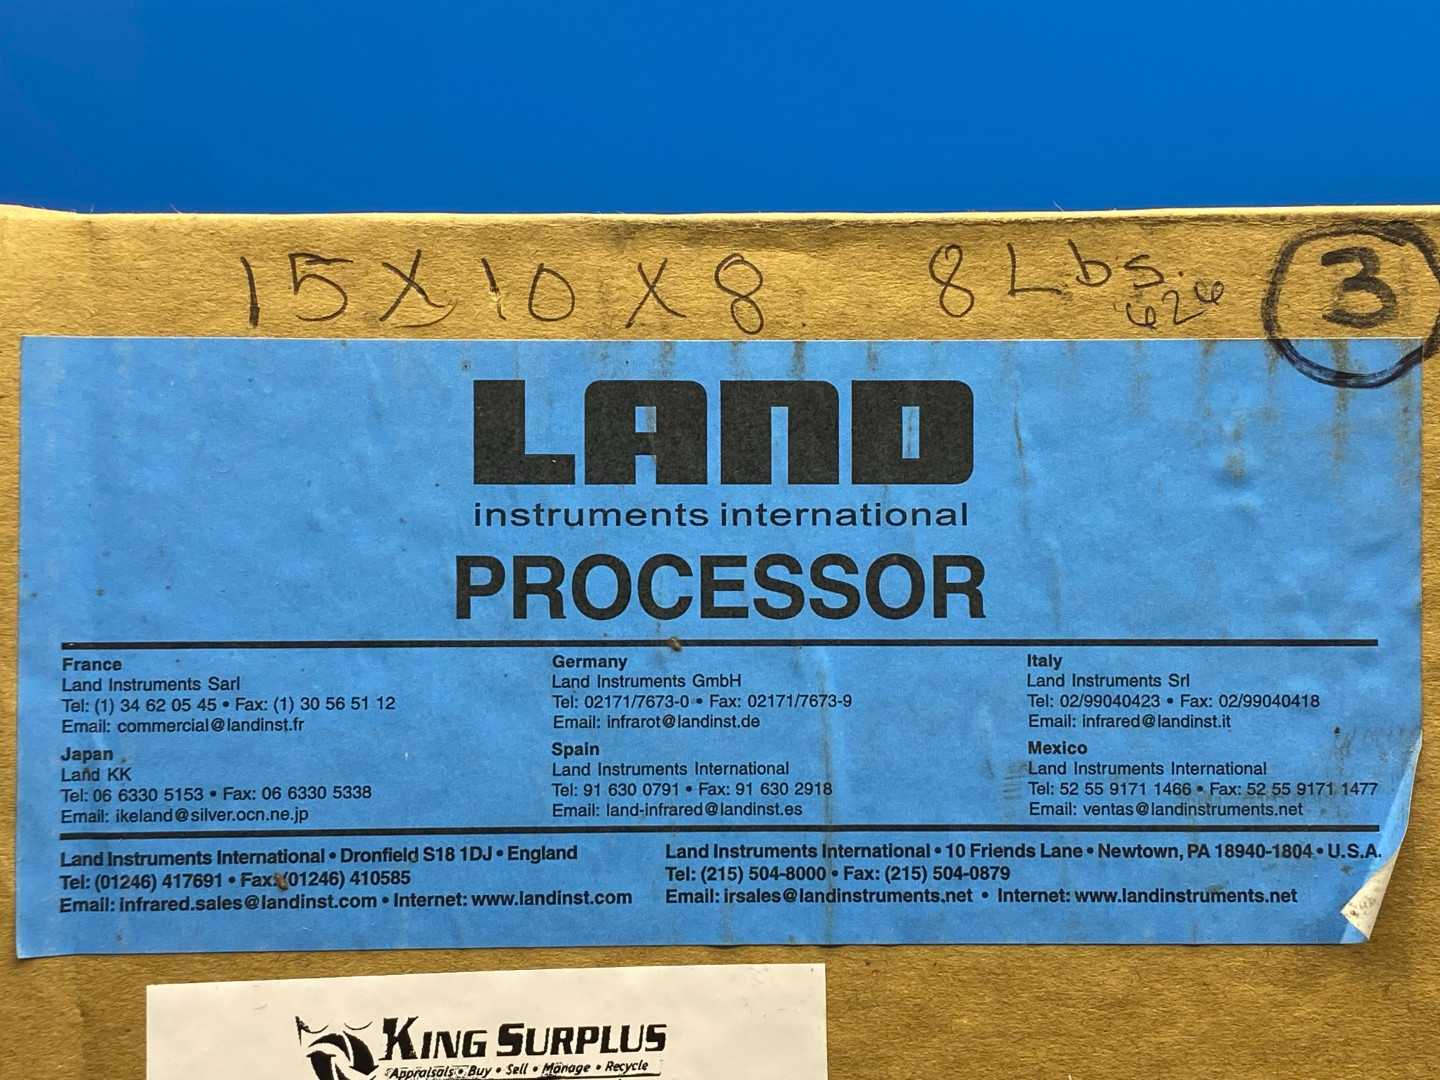 15 X 10 X 8 8 Lbs. 626 3
LAND
instruments international
PROCESSOR
France
Land Instruments Sarl
Tel: (1) 34 62 05 45 • Fax: (1) 30 56 51 12
Email: commercial@landinst.fr
Germany
Land Instruments GmbH
Tel: 02171/7673-0 • Fax: 02171/7673-9
Email: infrarot@landinst.de
Italy
Land Instruments Srl
Tel: 02/99040423 • Fax: 02/99040418
Email: infrared@landinst.it
Japan
Land KK
Tel: 06 6330 5153 • Fax: 06 6330 5338
Email: ikeland@silver.ocn.ne.jp
Spain
Land Instruments International
Tel: 91 630 0791 • Fax: 91 630 2918
Email: land-infrared@landinst.es
Mexico
Land Instruments International
Tel: 52 55 9171 1466 • Fax: 52 55 9171 1477
Email: ventas@landinstruments.net
Land Instruments International • Dronfield S18 1DJ • England
Tel: (01246) 417691 • Fax: (01246) 410585
Email: infrared.sales@landinst.com • Internet: www.landinst.com
Land Instruments International • 10 Friends Lane • Newtown, PA 18940-1804 • U.S.A.
Tel: (215) 504-8000 • Fax: (215) 504-0879
Email: irsales@landinstruments.net • Internet: www.landinstruments.net
KING SURPLUS
Appraisals • Buy • Sell • Manage • Recycle